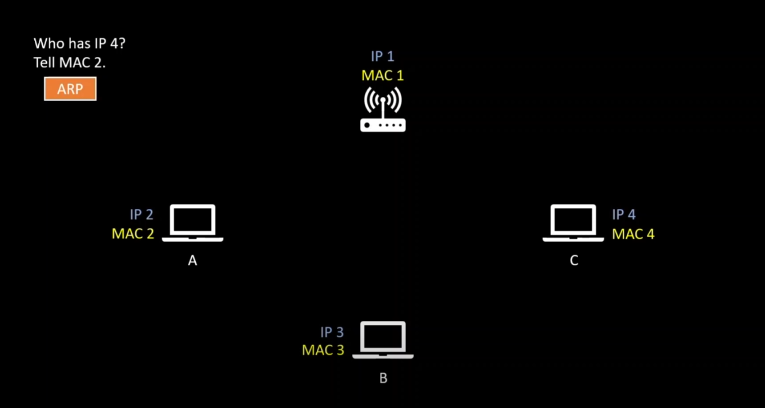 Who has IP 4?
Tell MAC 2.
ARP
IP 1
MAC 1
IP 2
MAC 2
A
IP 4
MAC 4
C
IP 3
MAC 3
B